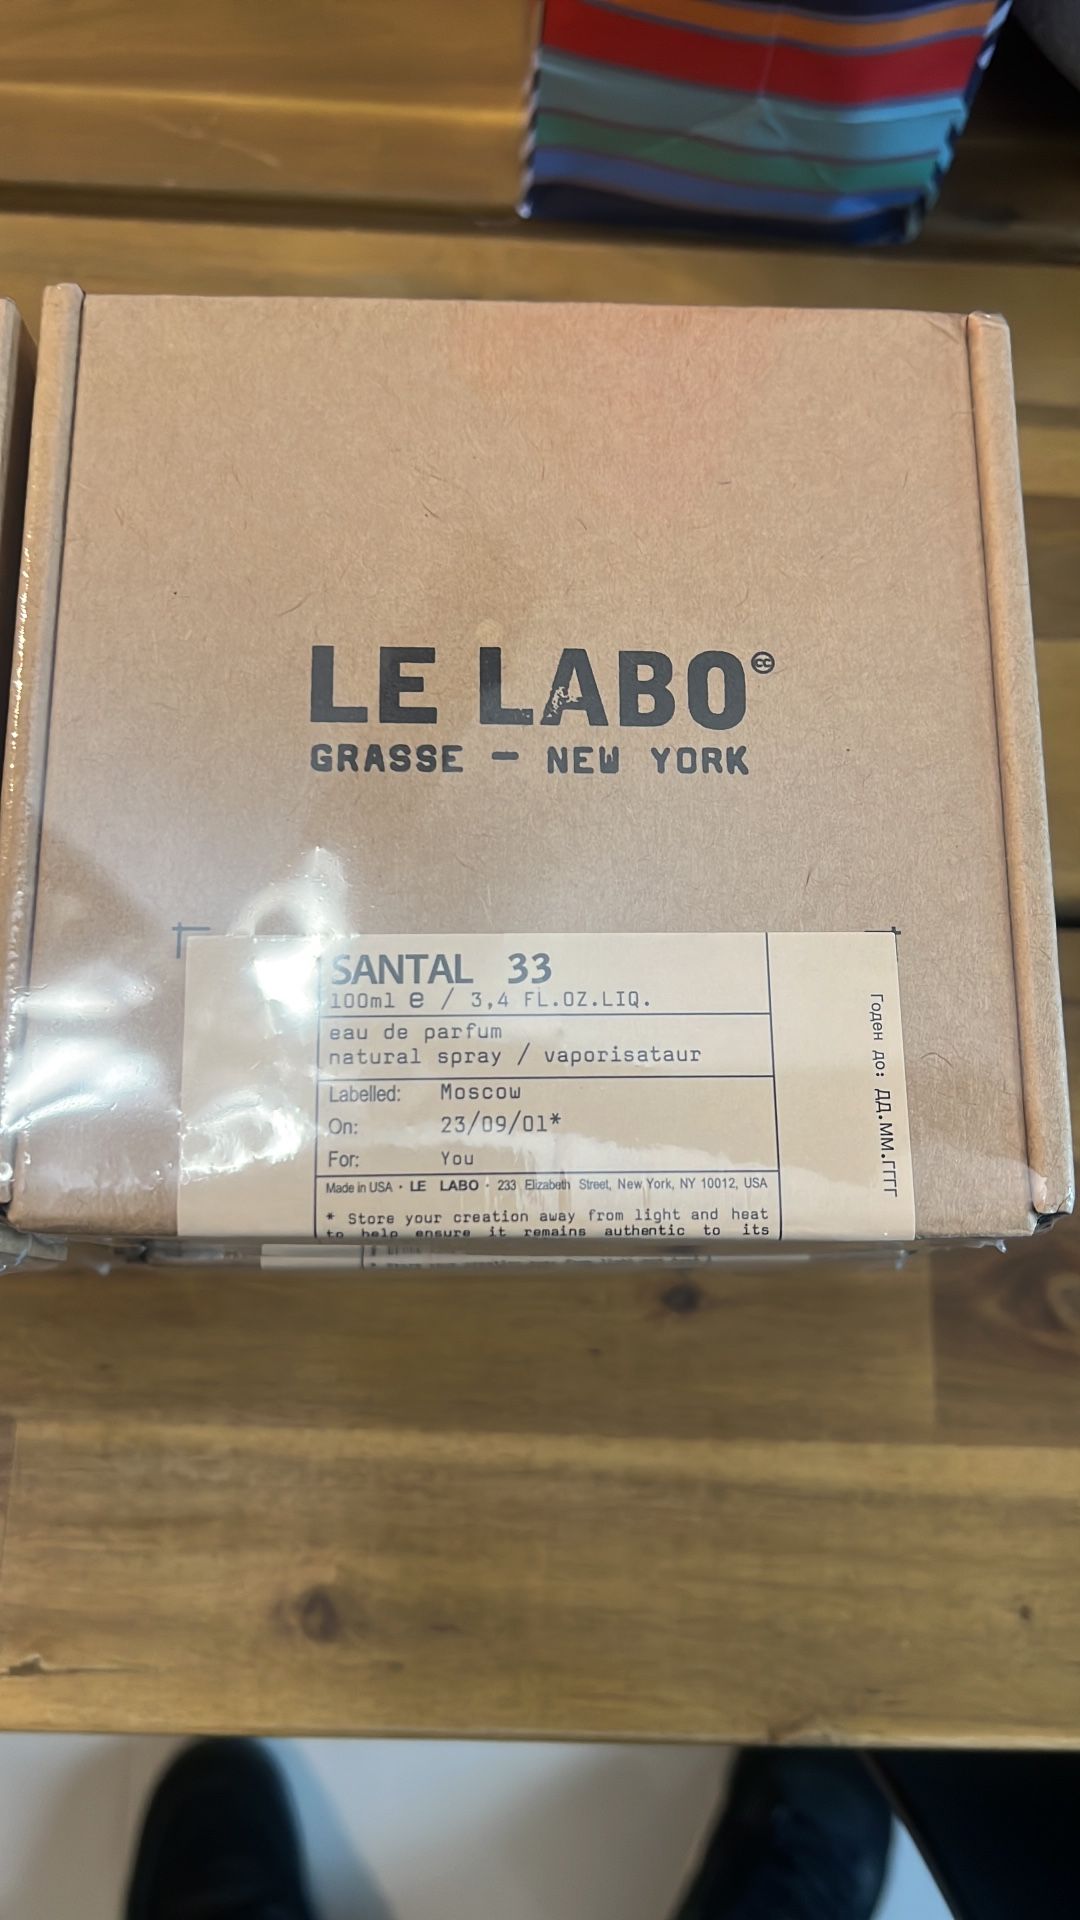 LE LABO
GRASSE — NEW YORK
SANTAL 33
100ml e / 3,4 FL.OZ.LIQ.
eau de parfum
natural spray / vaporisataur
Labelled: Moscow
On: 23/09/01*
For: You
Made in USA · LE LABO · 233 Elizabeth Street, New York, NY 10012, USA
* Store your creation away from light and heat
to help ensure it remains authentic to its
Годен до: ДД.ММ.ГГГГ